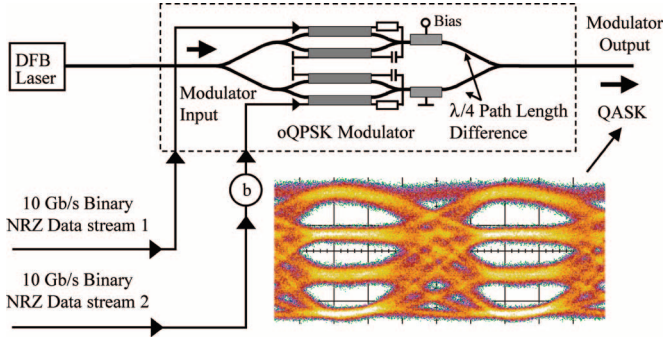 Bias
Modulator
Output
DFB
Laser
Modulator
Input
oQPSK Modulator
λ/4 Path Length
Difference
QASK
b
10 Gb/s Binary
NRZ Data stream 1
10 Gb/s Binary
NRZ Data stream 2